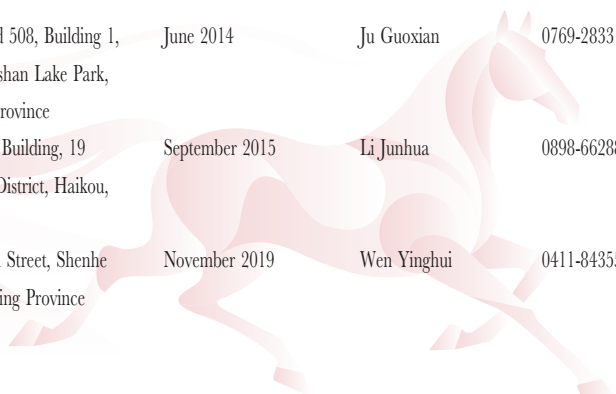 508, Building 1, June 2014 Ju Guoxian 0769-2833
shan Lake Park,
rovince
Building, 19 September 2015 Li Junhua 0898-6628
District, Haikou,
Street, Shenhe November 2019 Wen Yinghui 0411-8435
ing Province